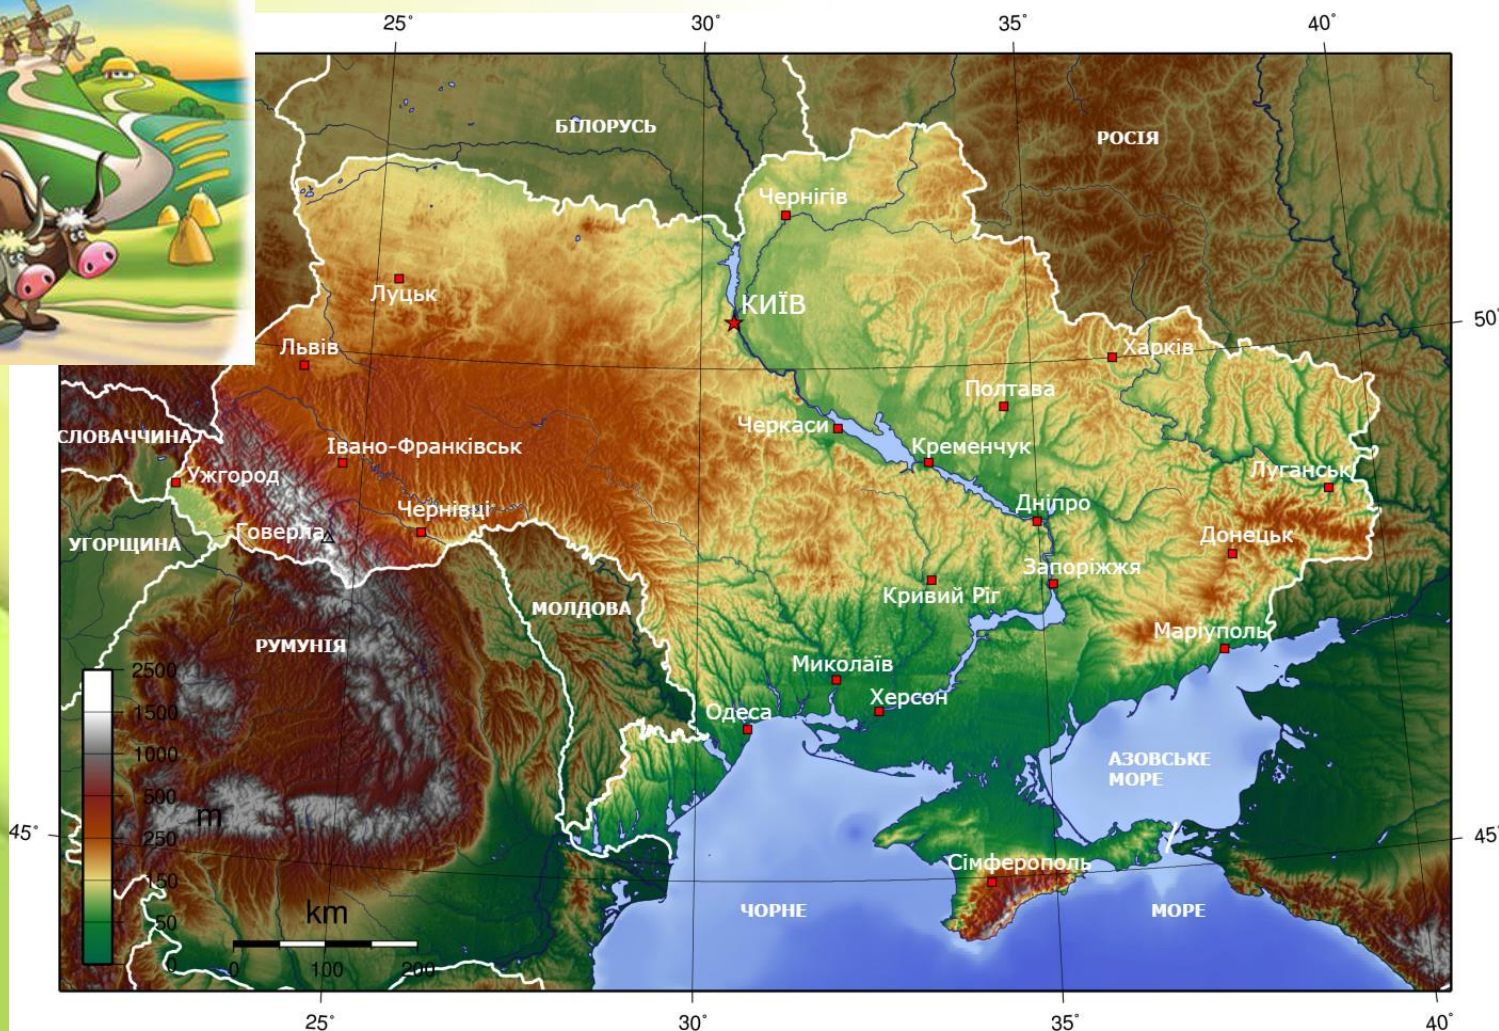 25°
30°
35°
40°
БІЛОРУСЬ
РОСІЯ
Чернігів
Луцьк
КИЇВ
50°
Львів
Харків
Полтава
Черкаси
СЛОВАЧЧИНА
Івано-Франківськ
Кременчук
Ужгород
Луганськ
Чернівці
Дніпро
Говерла
УГОРЩИНА
Донецьк
Запоріжжя
Кривий Ріг
МОЛДОВА
РУМУНІЯ
Маріуполь
Миколаїв
Херсон
Одеса
2500
1500
1000
500
250
150
50
0
m
АЗОВСЬКЕ
МОРЕ
45°
45°
Сімферополь
ЧОРНЕ
МОРЕ
km
0
100
200
25°
30°
35°
40°